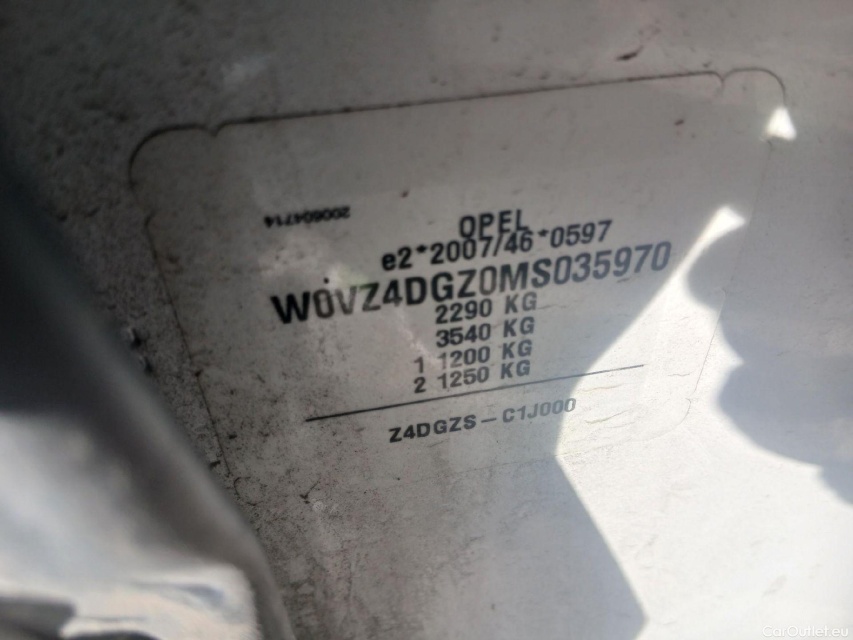 200604714
OPEL
e2*2007/46*0597
W0VZ4DGZ0MS035970
2290 KG
3540 KG
1 1200 KG
2 1250 KG
Z4DGZS-C1J000
CarOutlet.eu